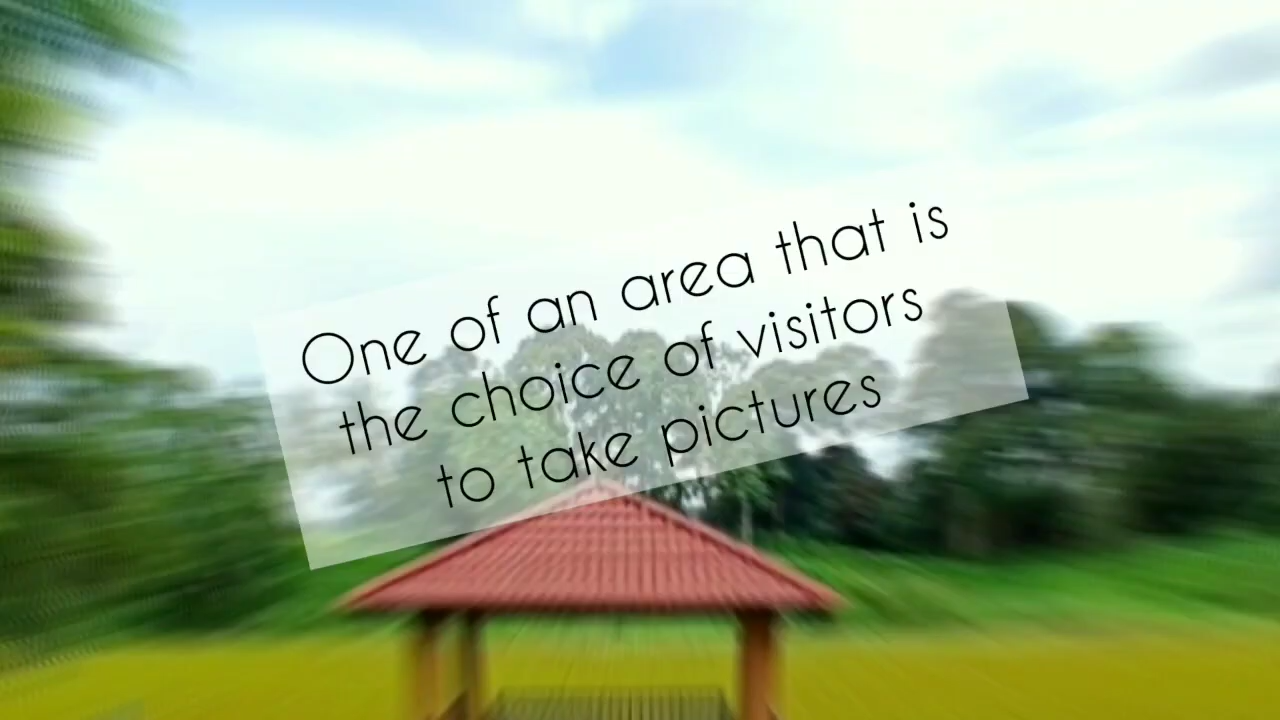 One of an area that is
the choice of visitors
to take pictures